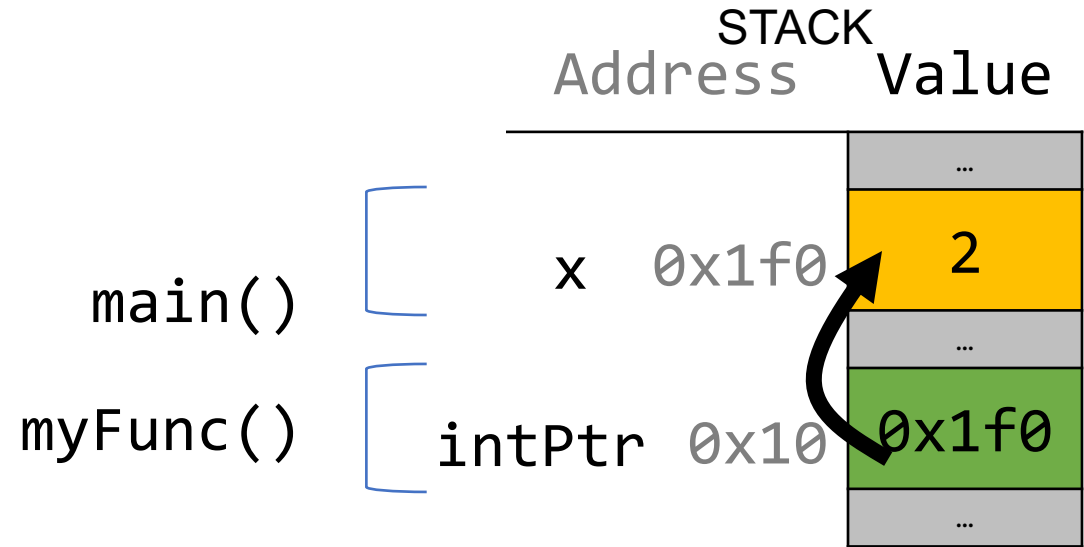 STACK
Address Value
…
main() x 0x1f0 2
…
myFunc() intPtr 0x10 0x1f0
…